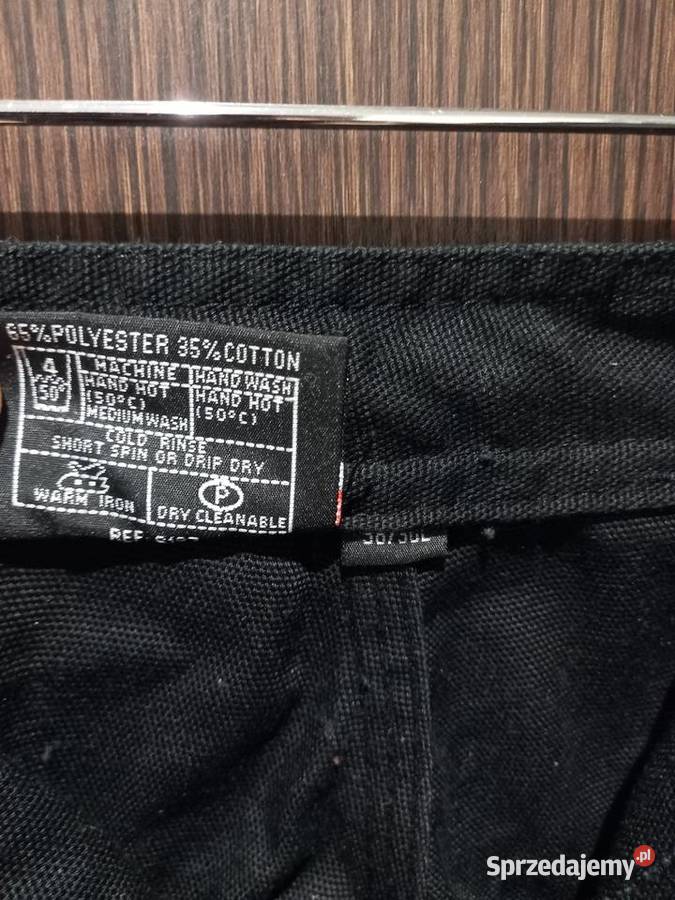 65%POLYESTER 35%COTTON
4
50°
MACHINE
HAND HOT
(50°C)
MEDIUM WASH
HAND WASH
HAND HOT
(50°C)
COLD RINSE
SHORT SPIN OR DRIP DRY
WARM IRON
P
DRY CLEANABLE
REF
Sprzedajemy.pl